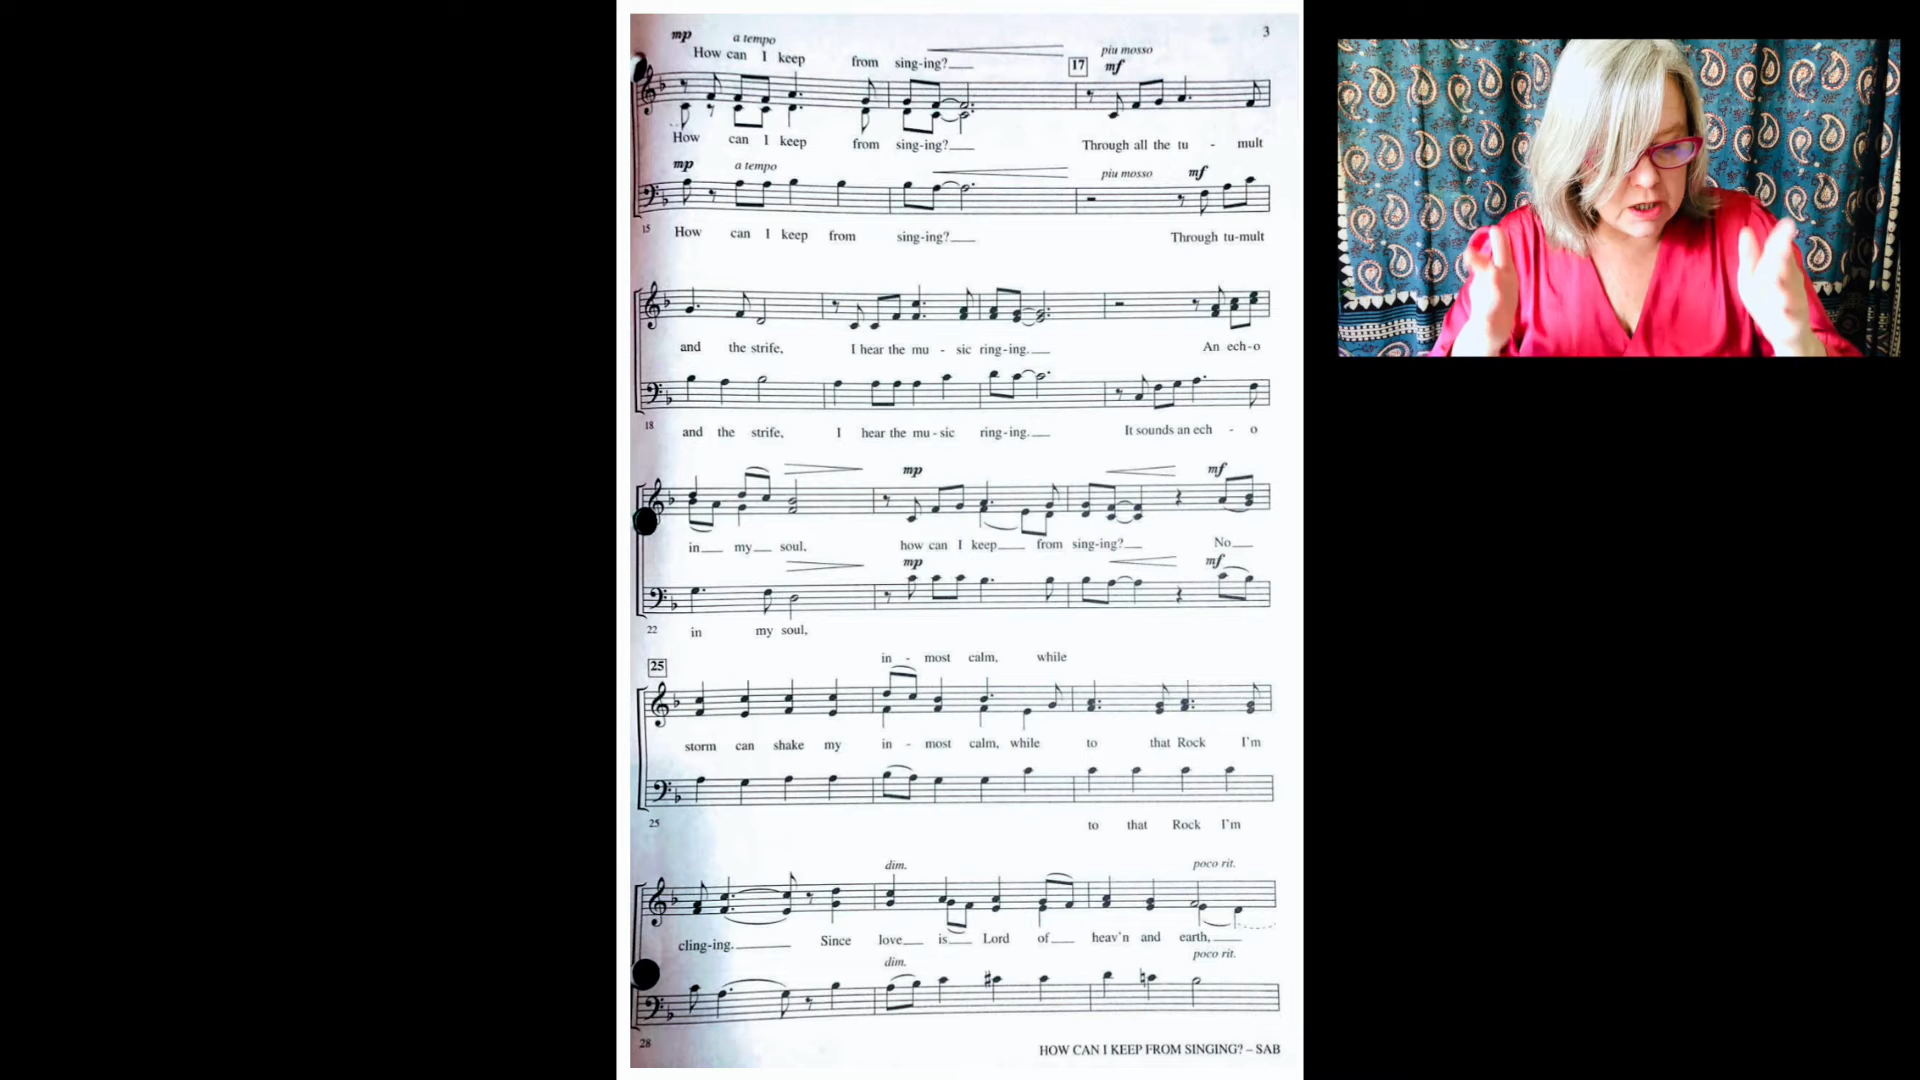 3
mp a tempo
How can I keep from sing-ing?
17 piu mosso
mf
How can I keep from sing-ing? Through all the tu - mult
mp a tempo piu mosso mf
15 How can I keep from sing-ing? Through tu-mult
and the strife, I hear the mu - sic ring-ing. An ech-o
18 and the strife, I hear the mu - sic ring-ing. It sounds an ech - o
mp mf
in my soul, how can I keep from sing-ing? No
mp mf
22 in my soul,
in - most calm, while
25
storm can shake my in - most calm, while to that Rock I'm
25 to that Rock I'm
dim. poco rit.
cling-ing. Since love is Lord of heav'n and earth,
dim. poco rit.
28
HOW CAN I KEEP FROM SINGING? – SAB